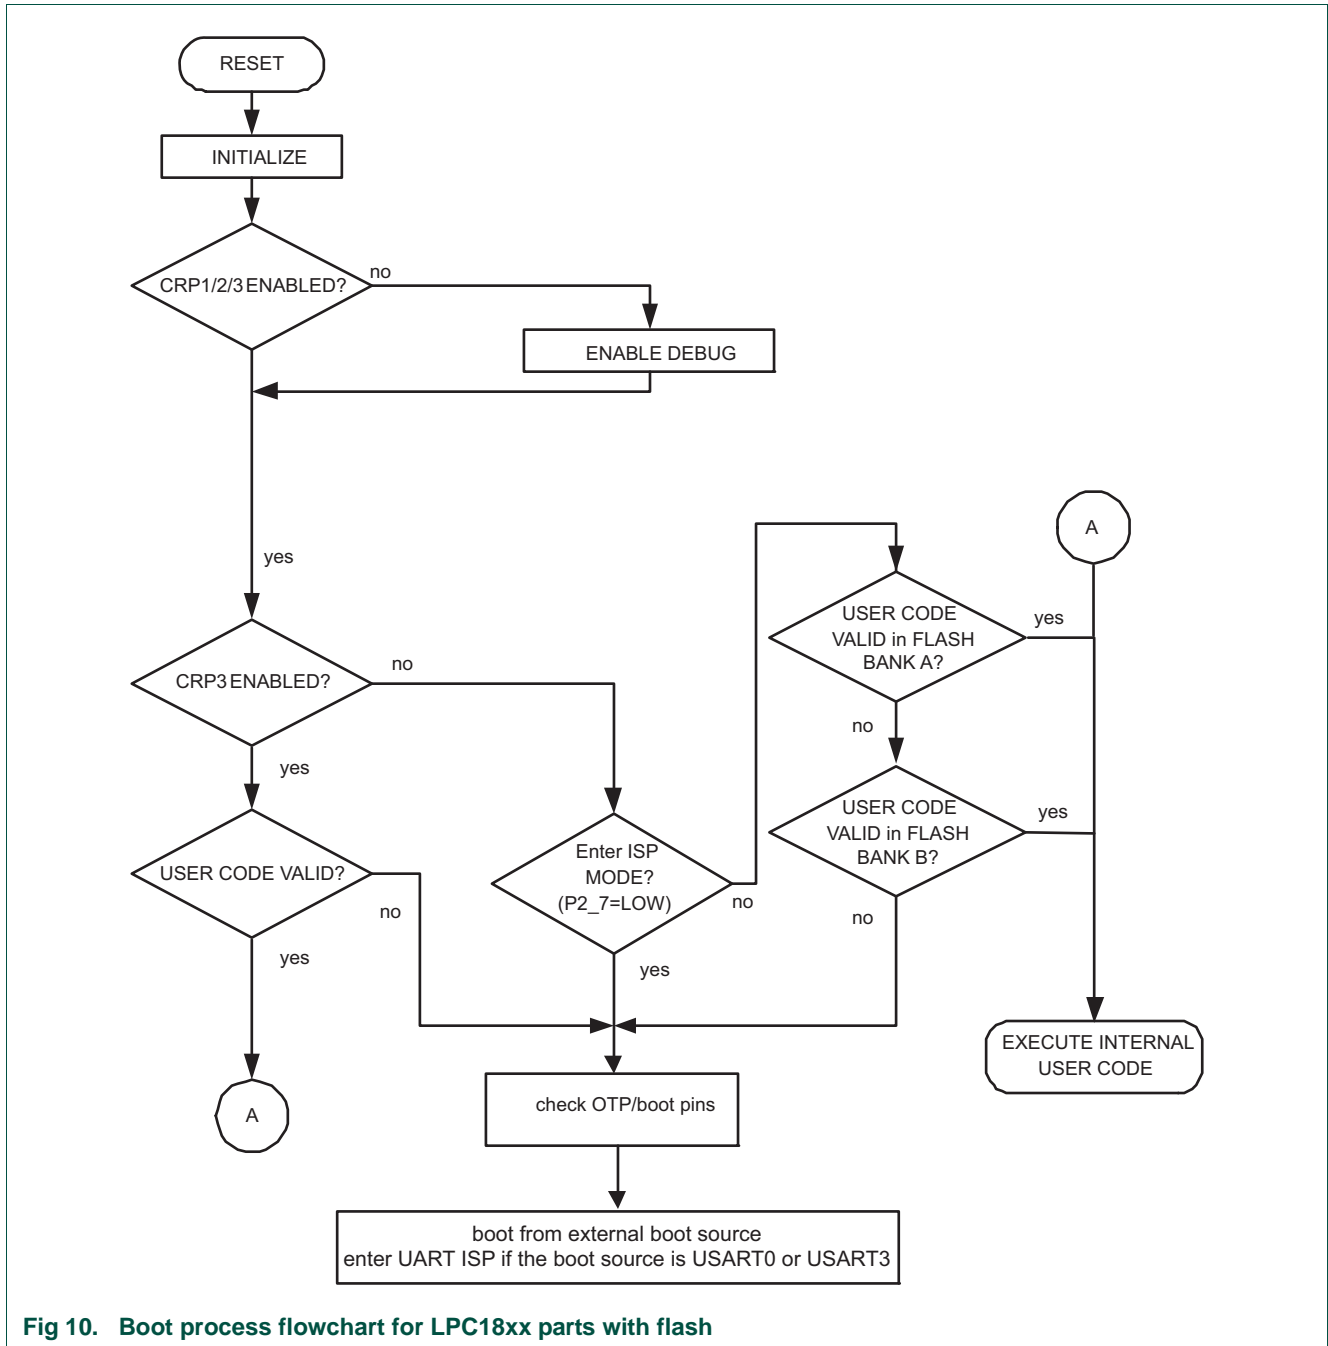 RESET
INITIALIZE
CRP1/2/3 ENABLED?
no
ENABLE DEBUG
yes
CRP3 ENABLED?
no
yes
USER CODE VALID?
no
yes
A
Enter ISP
MODE?
(P2_7=LOW)
no
yes
USER CODE
VALID in FLASH
BANK A?
yes
no
USER CODE
VALID in FLASH
BANK B?
yes
no
A
EXECUTE INTERNAL
USER CODE
check OTP/boot pins
boot from external boot source
enter UART ISP if the boot source is USART0 or USART3
Fig 10. Boot process flowchart for LPC18xx parts with flash